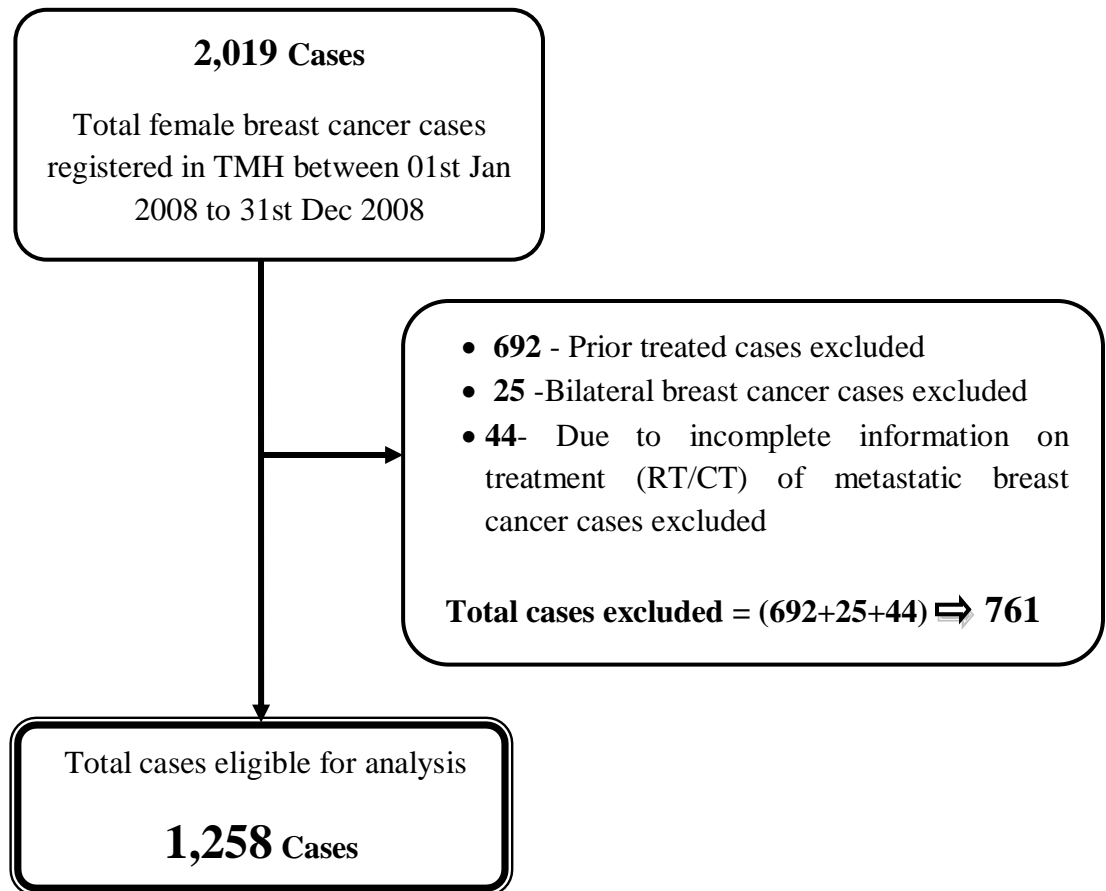 2,019 Cases
Total female breast cancer cases
registered in TMH between 01st Jan
2008 to 31st Dec 2008
• 692 - Prior treated cases excluded
• 25 -Bilateral breast cancer cases excluded
• 44- Due to incomplete information on
treatment (RT/CT) of metastatic breast
cancer cases excluded
Total cases excluded = (692+25+44) ⇒ 761
Total cases eligible for analysis
1,258 Cases